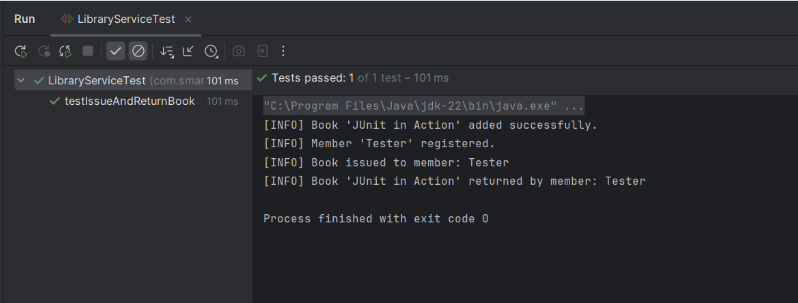 Run
LibraryServiceTest
LibraryServiceTest (com.smar 101 ms
testIssueAndReturnBook 101 ms
Tests passed: 1 of 1 test – 101 ms
"C:\Program Files\Java\jdk-22\bin\java.exe" ...
[INFO] Book 'JUnit in Action' added successfully.
[INFO] Member 'Tester' registered.
[INFO] Book issued to member: Tester
[INFO] Book 'JUnit in Action' returned by member: Tester
Process finished with exit code 0